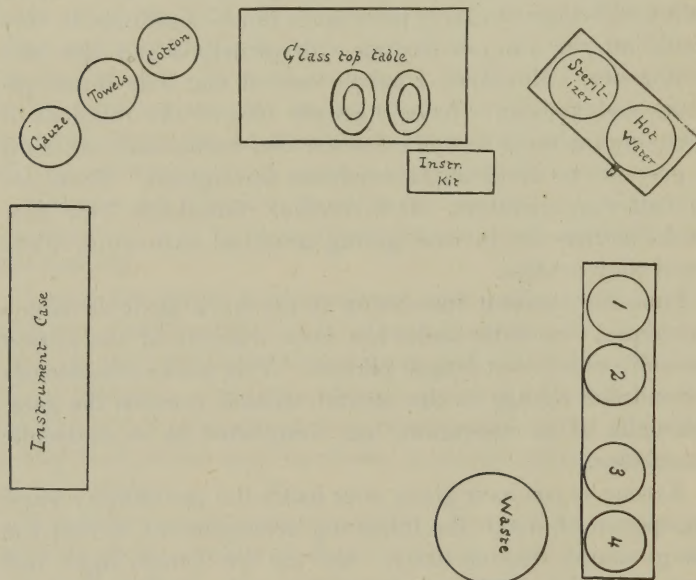 Cotton
Towels
Gauze
Glass top table
Steril-
izer
Hot
Water
Instr.
Kit
Instrument Case
1
2
3
4
Waste